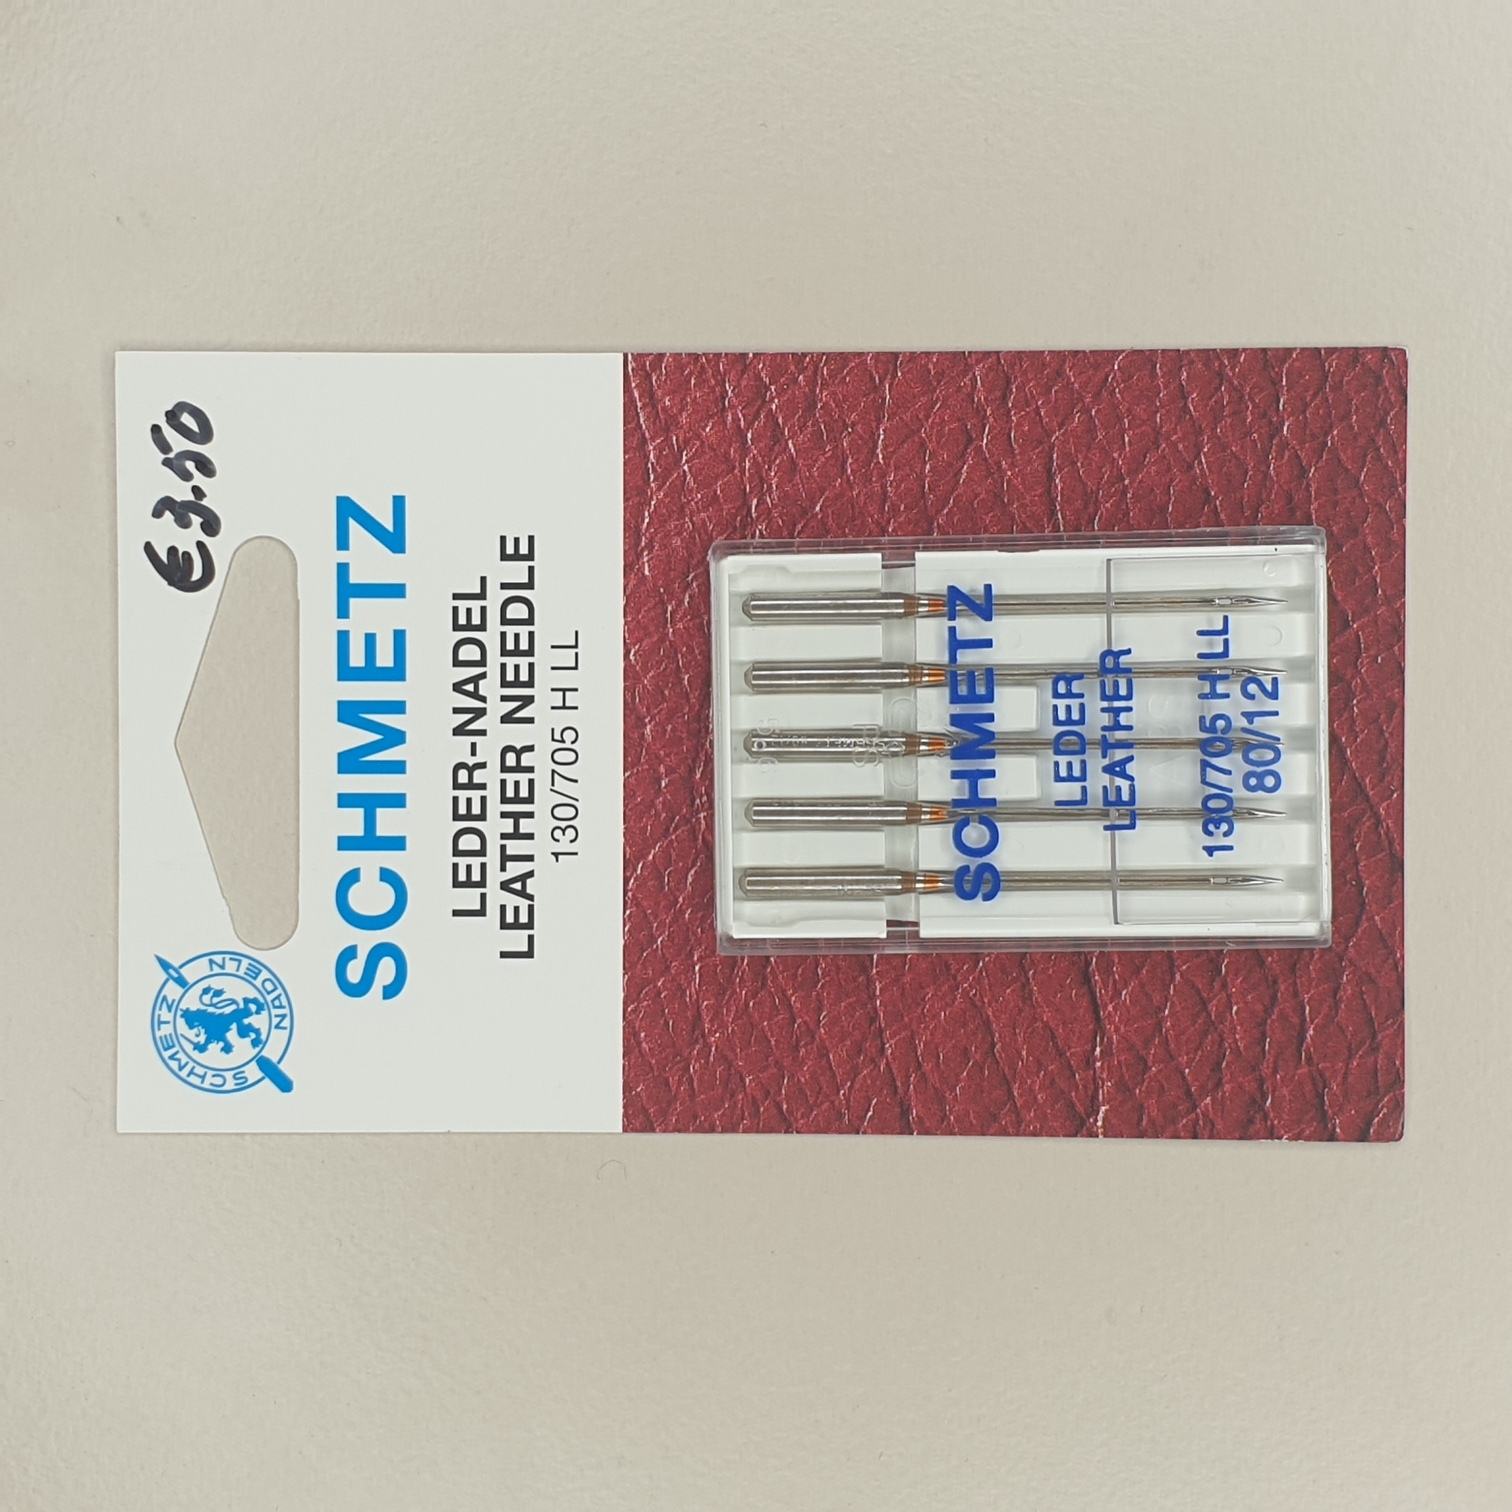 €3.50
SCHMETZ NADELN
SCHMETZ
LEDER-NADEL
LEATHER NEEDLE
130/705 H LL
SCHMETZ
LEDER
LEATHER
130/705 H LL
80/12